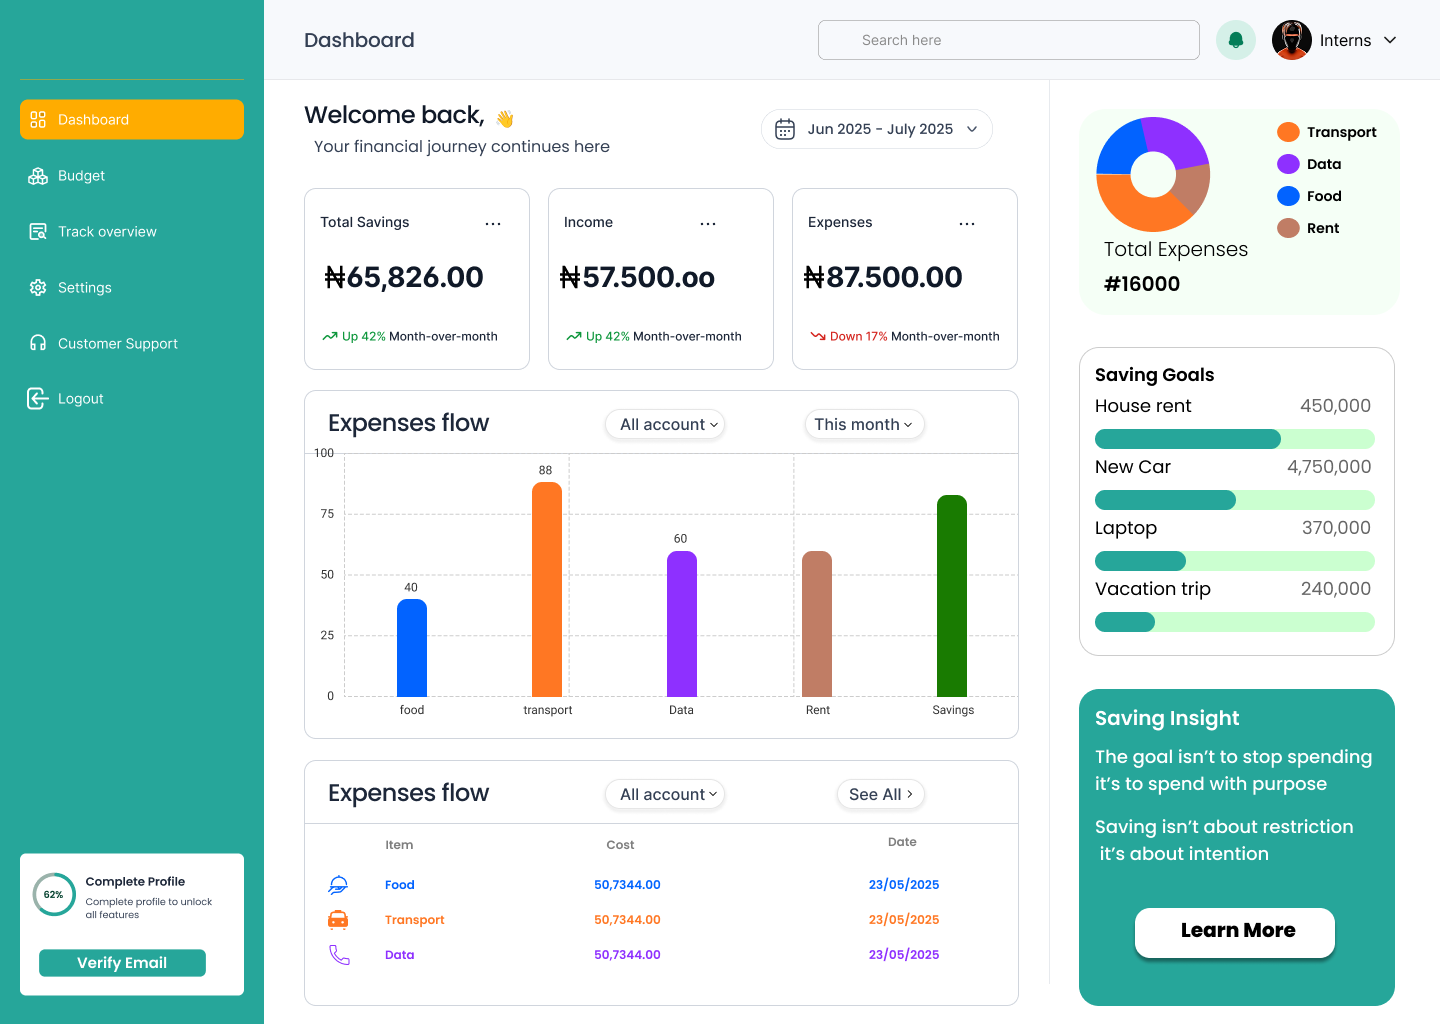 Dashboard
Search here
Interns
Dashboard
Budget
Track overview
Settings
Customer Support
Logout
62%
Complete Profile
Complete profile to unlock
all features
Verify Email
Welcome back, 👋
Your financial journey continues here
Jun 2025 - July 2025
Total Savings ...
₦65,826.00
Up 42% Month-over-month
Income ...
₦57.500.oo
Up 42% Month-over-month
Expenses ...
₦87.500.00
Down 17% Month-over-month
Expenses flow
All account
This month
100
75
50
25
0
40
88
60
food
transport
Data
Rent
Savings
Expenses flow
All account
See All
Item Cost Date
Food 50,7344.00 23/05/2025
Transport 50,7344.00 23/05/2025
Data 50,7344.00 23/05/2025
Transport
Data
Food
Rent
Total Expenses
#16000
Saving Goals
House rent 450,000
New Car 4,750,000
Laptop 370,000
Vacation trip 240,000
Saving Insight
The goal isn't to stop spending
it's to spend with purpose
Saving isn't about restriction
it's about intention
Learn More